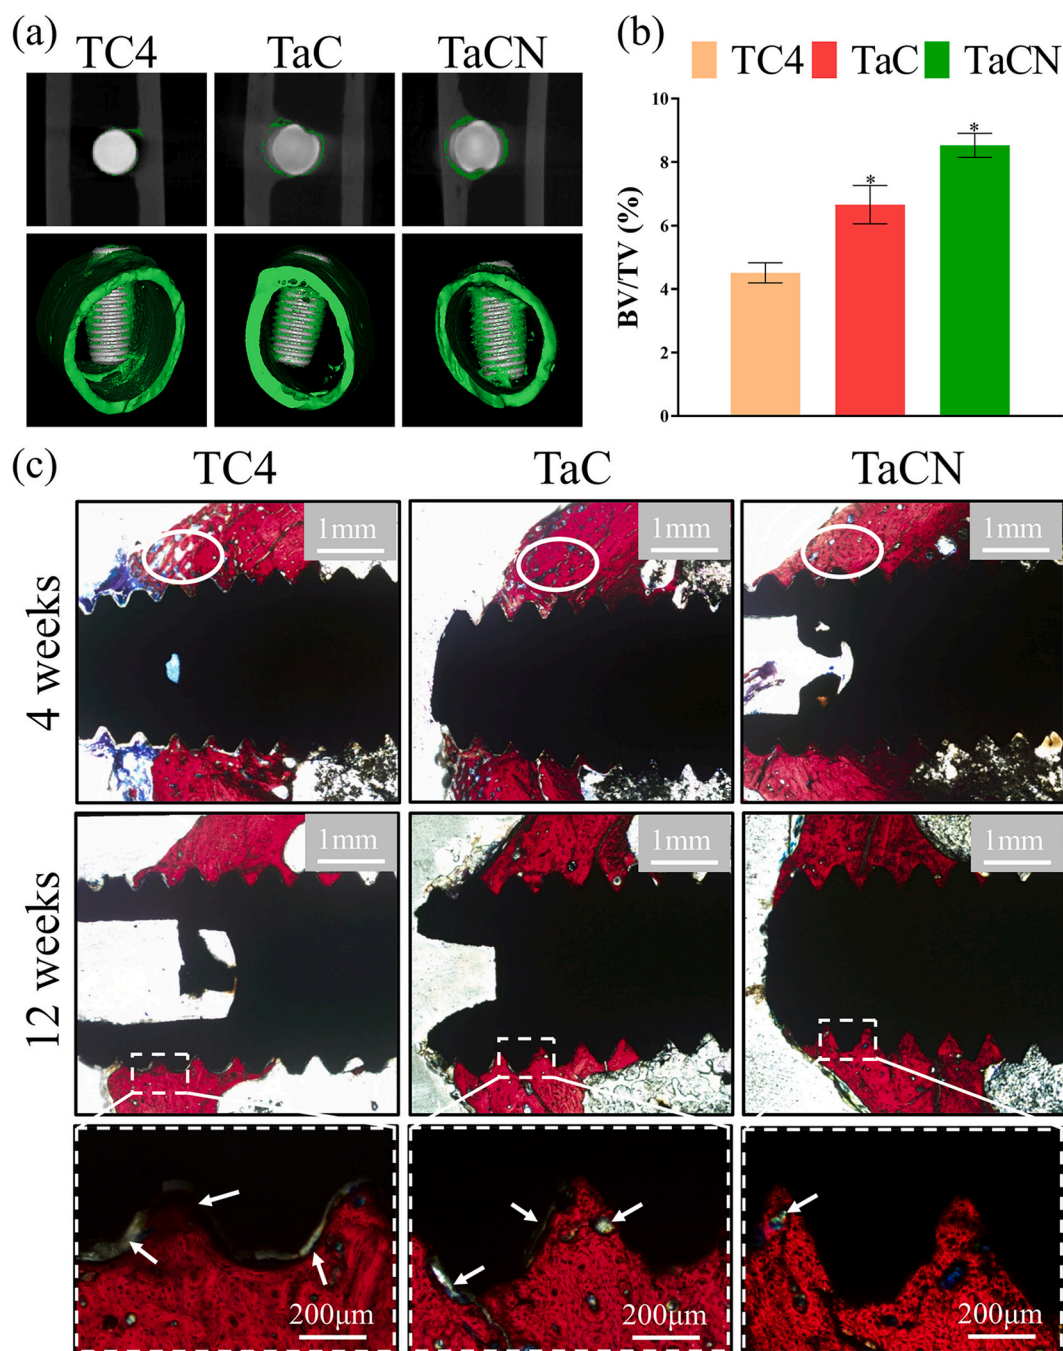 (a)
TC4 TaC TaCN
(b)
TC4 TaC TaCN
10
8
6
4
2
0
BV/TV (%)
* *
(c)
TC4 TaC TaCN
4 weeks
1mm 1mm 1mm
12 weeks
1mm 1mm 1mm
200μm 200μm 200μm